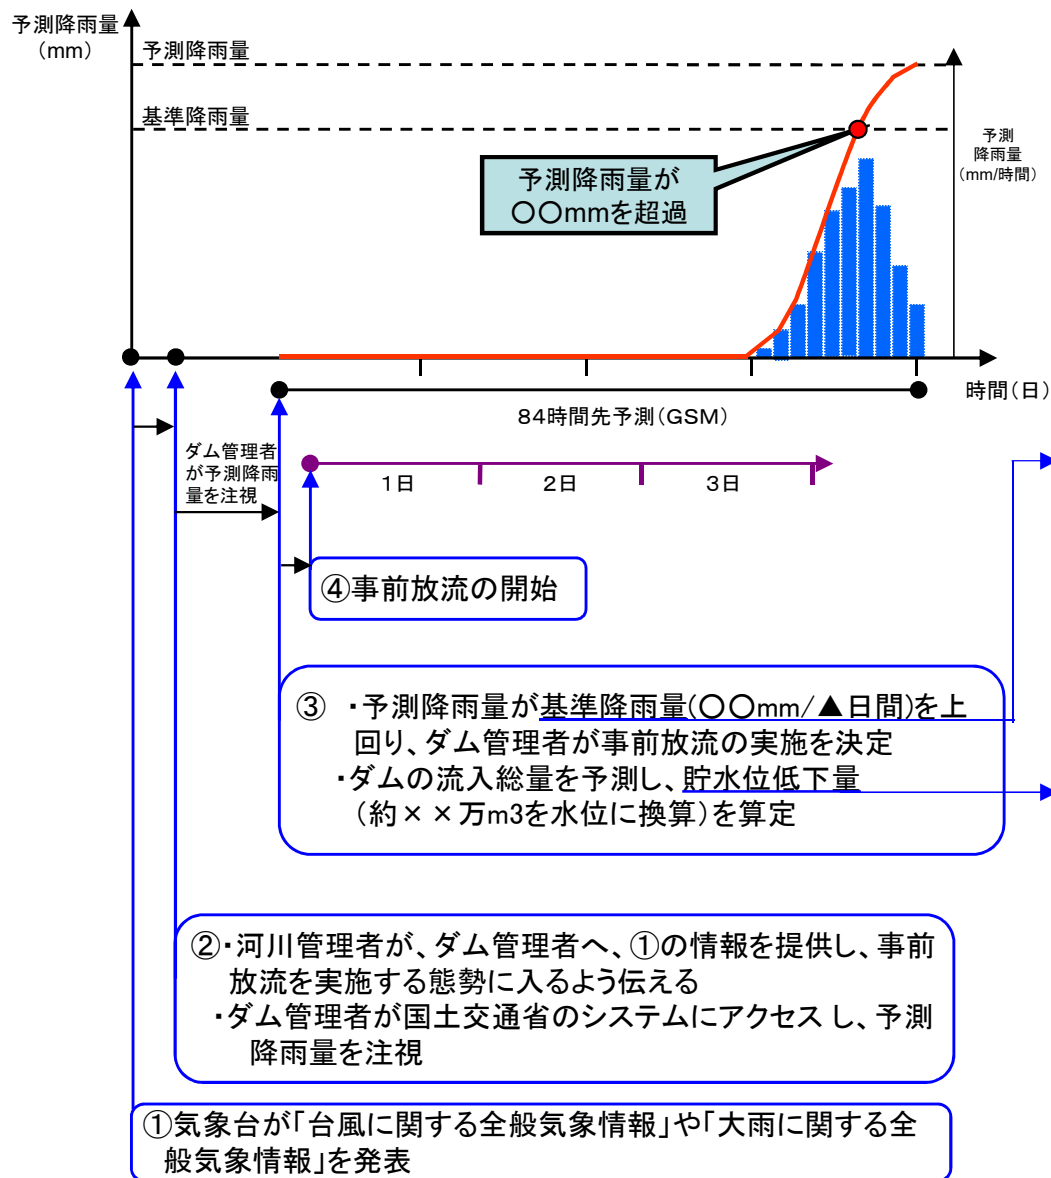 予測降雨量
(mm)
予測降雨量
基準降雨量
予測
降雨量
(mm/時間)
予測降雨量が
〇〇mmを超過
時間(日)
84時間先予測(GSM)
ダム管理者
が予測降雨
量を注視
1日
2日
3日
④事前放流の開始
③ ・予測降雨量が基準降雨量(〇〇mm/▲日間)を上
回り、ダム管理者が事前放流の実施を決定
・ダムの流入総量を予測し、貯水位低下量
(約××万m3を水位に換算)を算定
②・河川管理者が、ダム管理者へ、①の情報を提供し、事前
放流を実施する態勢に入るよう伝える
・ダム管理者が国土交通省のシステムにアクセスし、予測
降雨量を注視
①気象台が「台風に関する全般気象情報」や「大雨に関する全
般気象情報」を発表